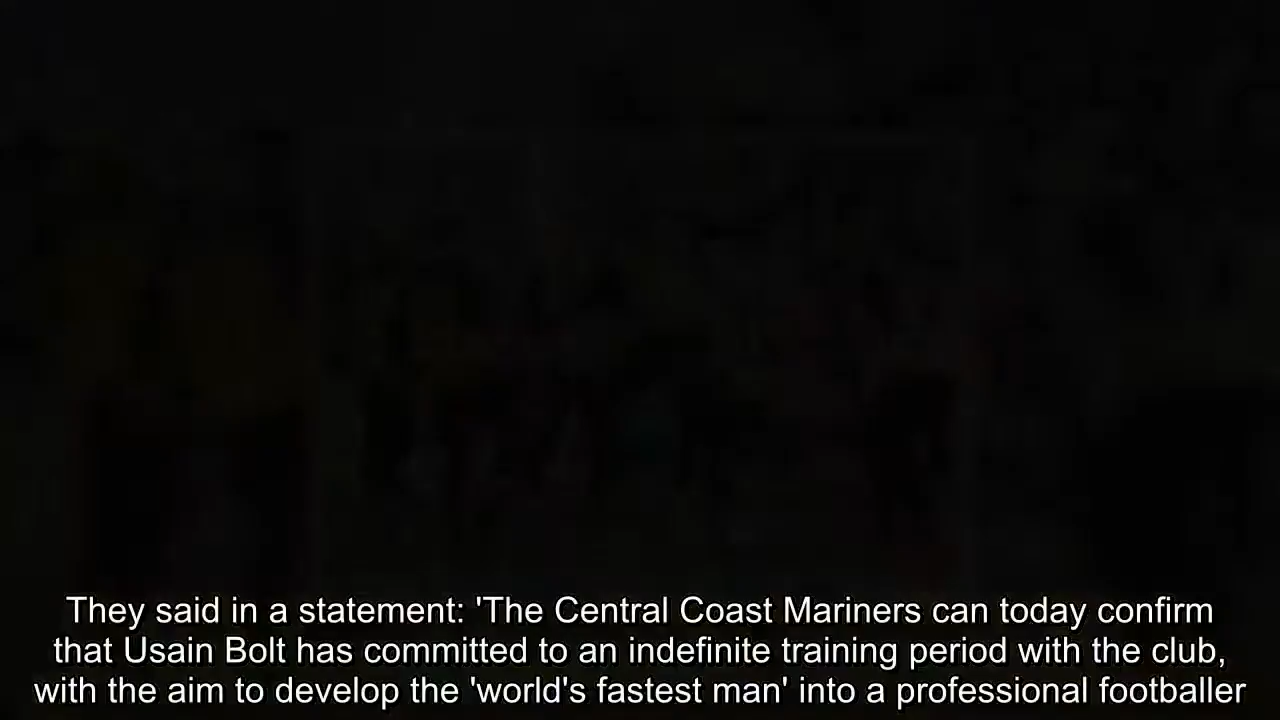 They said in a statement: 'The Central Coast Mariners can today confirm
that Usain Bolt has committed to an indefinite training period with the club,
with the aim to develop the 'world's fastest man' into a professional footballer